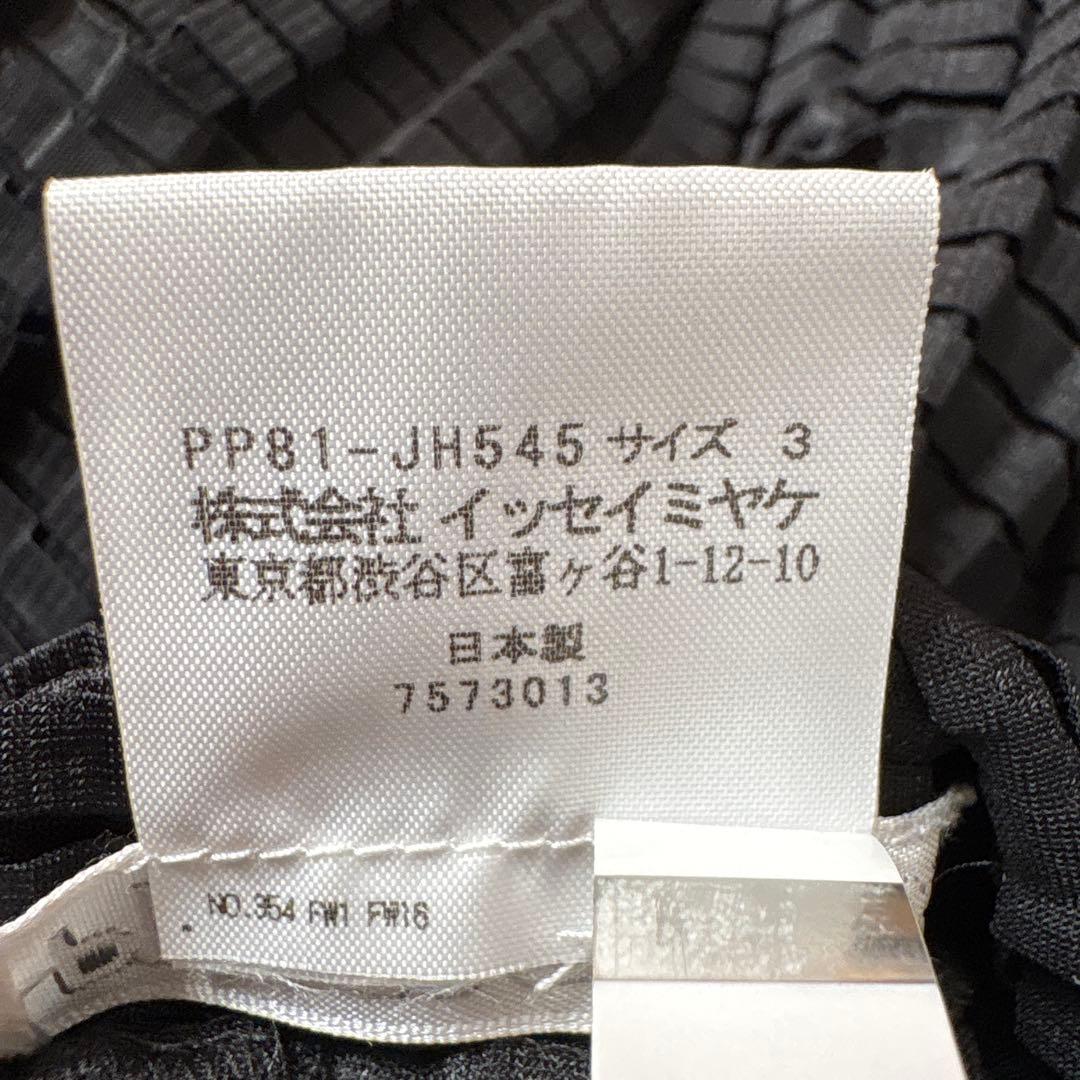 PP81-JH545 サイズ 3
株式会社 イッセイミヤケ
東京都渋谷区富ヶ谷1-12-10
日本製
7573013
NO.354 FW1 FW16